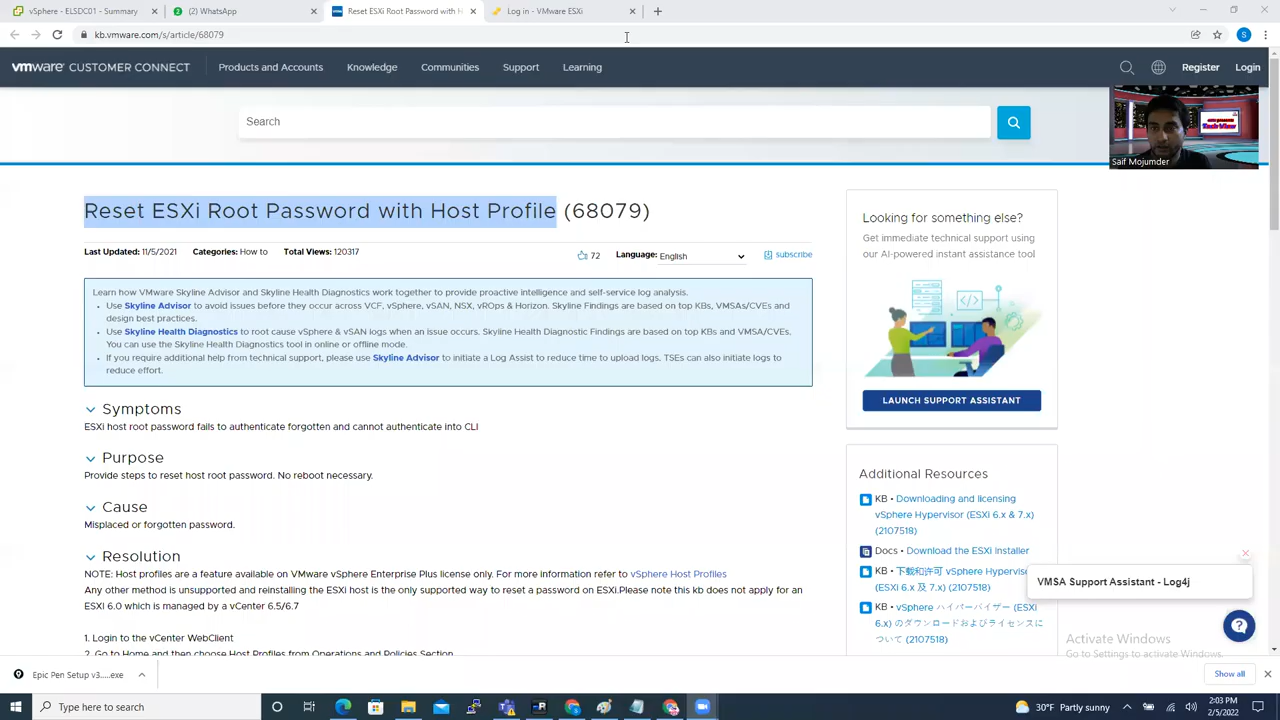 vSphere - ELSDC01 - Summary
(2) WhatsApp
Reset ESXi Root Password with H
Log in - VMware ESXi
kb.vmware.com/s/article/68079
vmware CUSTOMER CONNECT
Products and Accounts
Knowledge
Communities
Support
Learning
Register
Login
Search
Tech View
Saif Mojumder
Reset ESXi Root Password with Host Profile (68079)
Last Updated: 11/5/2021 Categories: How to Total Views: 120317
72
Language: English
subscribe
Learn how VMware Skyline Advisor and Skyline Health Diagnostics work together to provide proactive intelligence and self-service log analysis.
• Use Skyline Advisor to avoid issues before they occur across VCF, vSphere, vSAN, NSX, vROps & Horizon. Skyline Findings are based on top KBs, VMSAs/CVEs and
design best practices.
• Use Skyline Health Diagnostics to root cause vSphere & vSAN logs when an issue occurs. Skyline Health Diagnostic Findings are based on top KBs and VMSA/CVEs.
You can use the Skyline Health Diagnostics tool in online or offline mode.
• If you require additional help from technical support, please use Skyline Advisor to initiate a Log Assist to reduce time to upload logs. TSEs can also initiate logs to
reduce effort.
Symptoms
ESXi host root password fails to authenticate forgotten and cannot authenticate into CLI
Purpose
Provide steps to reset host root password. No reboot necessary.
Cause
Misplaced or forgotten password.
Resolution
NOTE: Host profiles are a feature available on VMware vSphere Enterprise Plus license only. For more information refer to vSphere Host Profiles
Any other method is unsupported and reinstalling the ESXi host is the only supported way to reset a password on ESXi.Please note this kb does not apply for an
ESXi 6.0 which is managed by a vCenter 6.5/6.7
1. Login to the vCenter WebClient
2. Go to Home and then choose Host Profiles from Operations and Policies Section
Looking for something else?
Get immediate technical support using
our AI-powered instant assistance tool
LAUNCH SUPPORT ASSISTANT
Additional Resources
KB • Downloading and licensing
vSphere Hypervisor (ESXi 6.x & 7.x)
(2107518)
Docs • Download the ESXi Installer
KB • 下载和许可 vSphere Hyperviso
(ESXi 6.x 及 7.x) (2107518)
KB • vSphere ハイパーバイザー (ESXi
6.x) のダウンロードおよびライセンスに
ついて (2107518)
VMSA Support Assistant - Log4j
Activate Windows
Go to Settings to activate Windows.
Epic Pen Setup v3.....exe
Show all
Type here to search
30°F Partly sunny
2:03 PM
2/5/2022